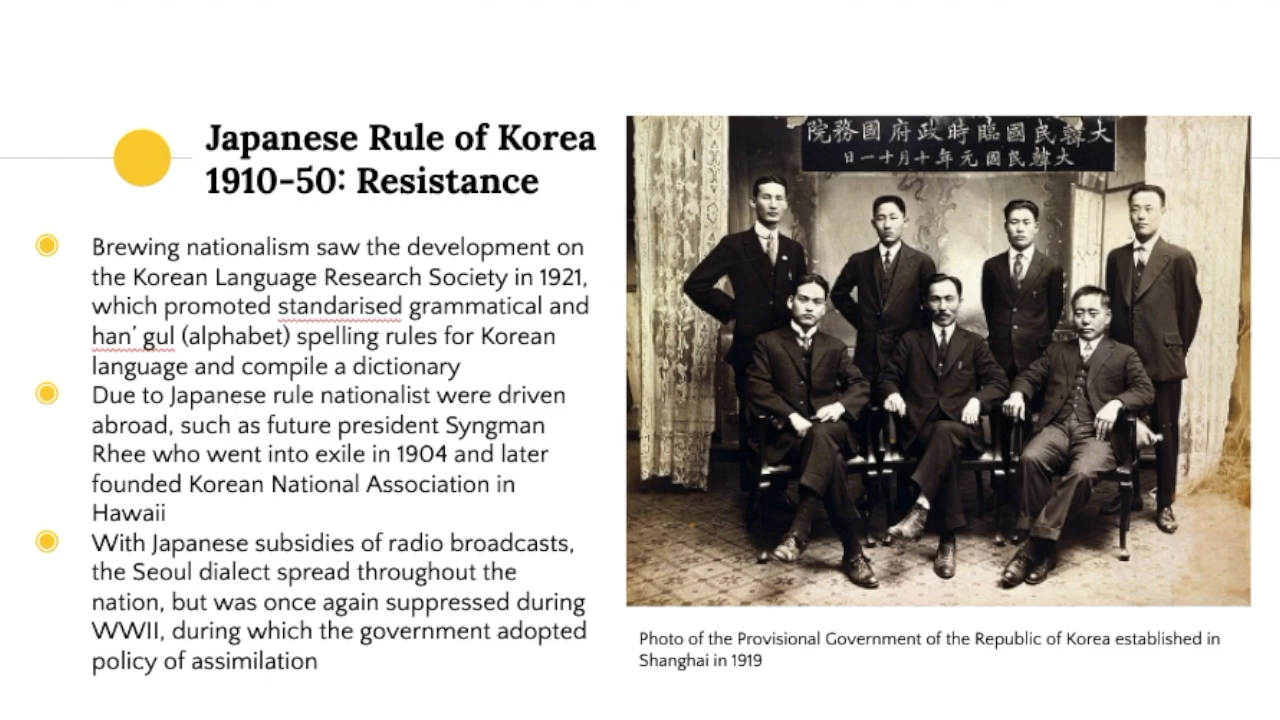 Japanese Rule of Korea
1910-50: Resistance
Brewing nationalism saw the development on
the Korean Language Research Society in 1921,
which promoted standarised grammatical and
han’ gul (alphabet) spelling rules for Korean
language and compile a dictionary
Due to Japanese rule nationalist were driven
abroad, such as future president Syngman
Rhee who went into exile in 1904 and later
founded Korean National Association in
Hawaii
With Japanese subsidies of radio broadcasts,
the Seoul dialect spread throughout the
nation, but was once again suppressed during
WWII, during which the government adopted
policy of assimilation
大韓民國臨時政府國務院
大韓民國元年十月十一日
Photo of the Provisional Government of the Republic of Korea established in
Shanghai in 1919